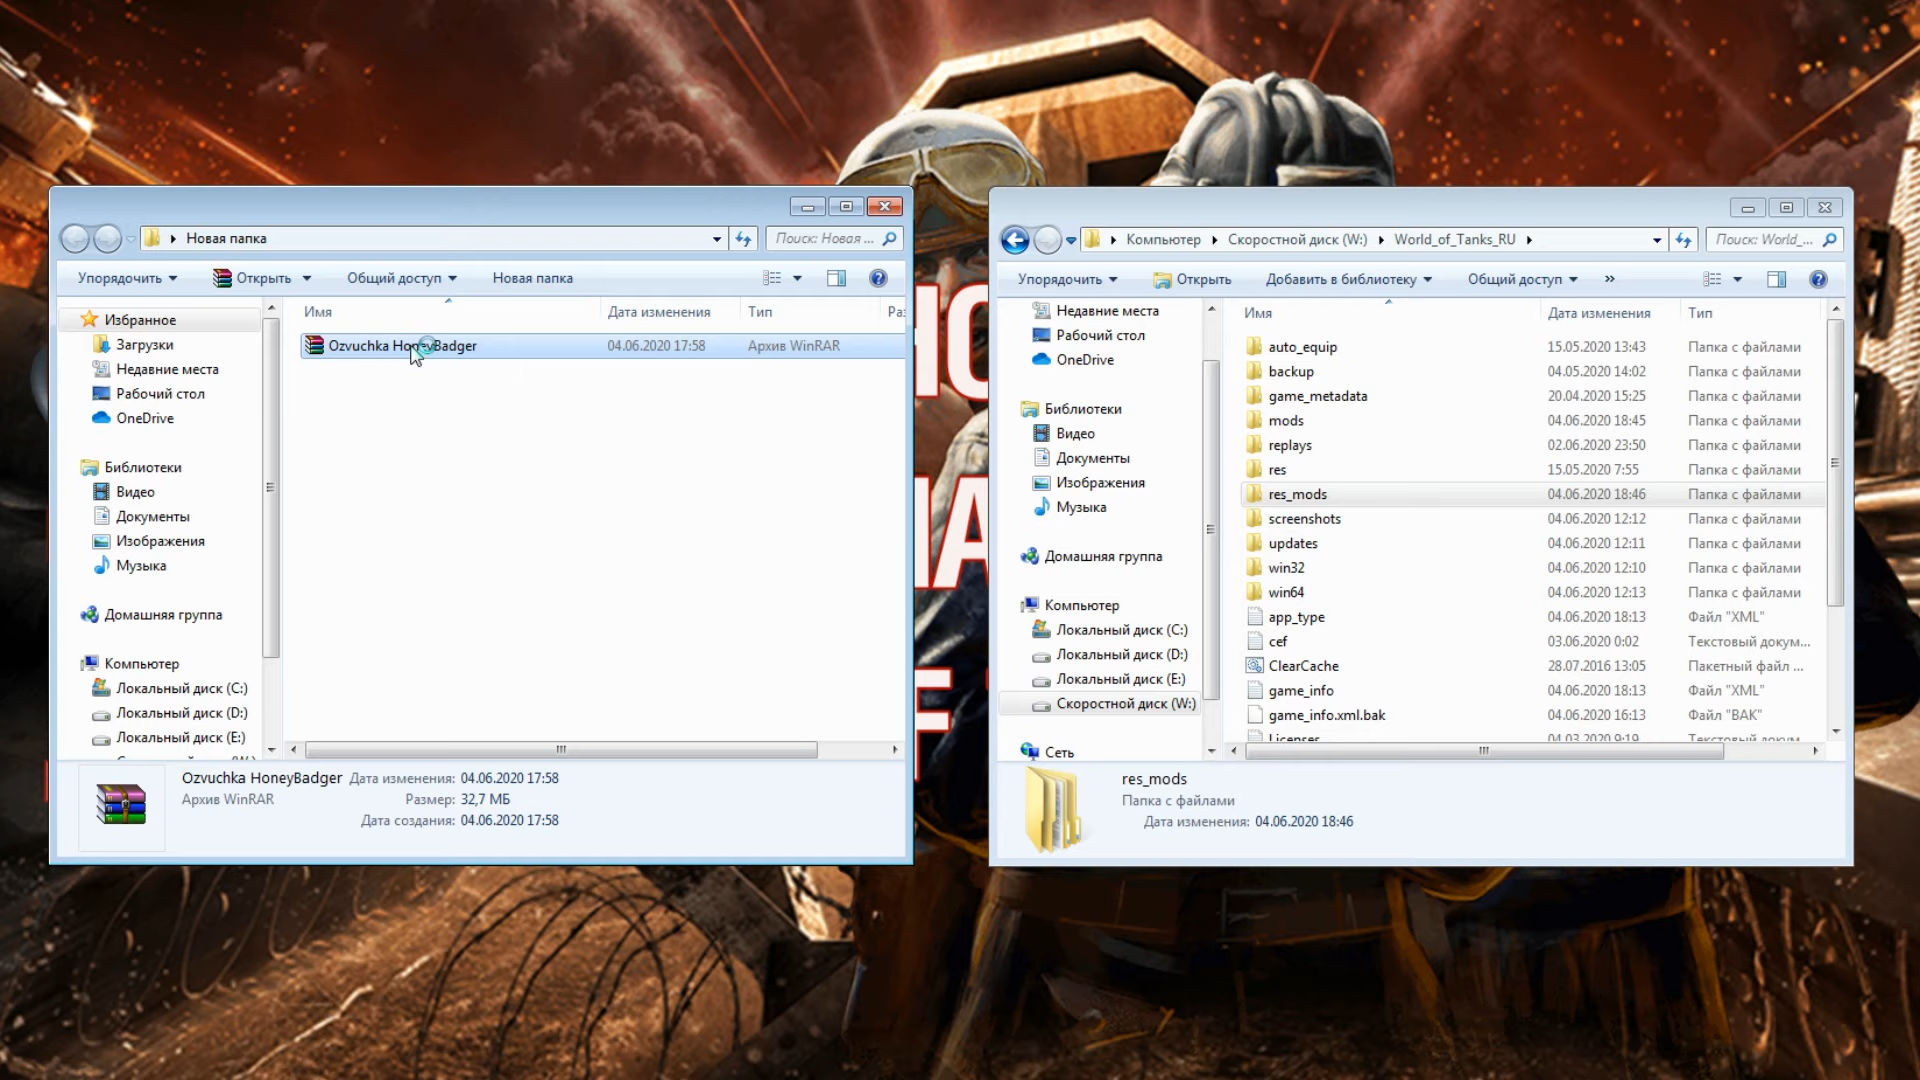 Новая папка
Поиск: Новая ...
Упорядочить
Открыть
Общий доступ
Новая папка
Избранное
Загрузки
Недавние места
Рабочий стол
OneDrive
Библиотеки
Видео
Документы
Изображения
Музыка
Домашняя группа
Компьютер
Локальный диск (C:)
Локальный диск (D:)
Локальный диск (E:)
Имя Дата изменения Тип Ра
Ozvuchka HoneyBadger 04.06.2020 17:58 Архив WinRAR
Ozvuchka HoneyBadger Дата изменения: 04.06.2020 17:58
Архив WinRAR Размер: 32,7 МБ
Дата создания: 04.06.2020 17:58
Компьютер Скоростной диск (W:) World_of_Tanks_RU
Поиск: World_...
Упорядочить
Открыть
Добавить в библиотеку
Общий доступ
»
Недавние места
Рабочий стол
OneDrive
Библиотеки
Видео
Документы
Изображения
Музыка
Домашняя группа
Компьютер
Локальный диск (C:)
Локальный диск (D:)
Локальный диск (E:)
Скоростной диск (W:)
Сеть
Имя Дата изменения Тип
auto_equip 15.05.2020 13:43 Папка с файлами
backup 04.05.2020 14:02 Папка с файлами
game_metadata 20.04.2020 15:25 Папка с файлами
mods 04.06.2020 18:45 Папка с файлами
replays 02.06.2020 23:50 Папка с файлами
res 15.05.2020 7:55 Папка с файлами
res_mods 04.06.2020 18:46 Папка с файлами
screenshots 04.06.2020 12:12 Папка с файлами
updates 04.06.2020 12:11 Папка с файлами
win32 04.06.2020 12:10 Папка с файлами
win64 04.06.2020 12:13 Папка с файлами
app_type 04.06.2020 18:13 Файл "XML"
cef 03.06.2020 0:02 Текстовый докум...
ClearCache 28.07.2016 13:05 Пакетный файл ...
game_info 04.06.2020 18:13 Файл "XML"
game_info.xml.bak 04.06.2020 16:13 Файл "BAK"
Licenses 04.03.2020 9:19 Текстовый докум...
res_mods
Папка с файлами
Дата изменения: 04.06.2020 18:46